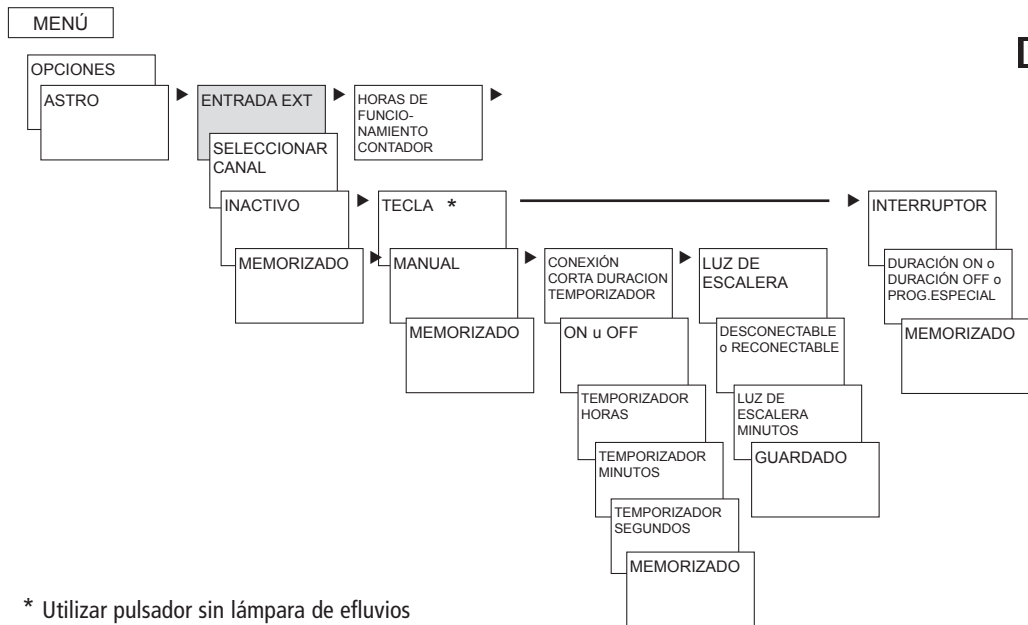 MENÚ
OPCIONES
ASTRO
ENTRADA EXT
HORAS DE
FUNCIO-
NAMIENTO
CONTADOR
SELECCIONAR
CANAL
INACTIVO
TECLA *
INTERRUPTOR
MEMORIZADO
MANUAL
CONEXIÓN
CORTA DURACION
TEMPORIZADOR
LUZ DE
ESCALERA
DURACIÓN ON o
DURACIÓN OFF o
PROG.ESPECIAL
MEMORIZADO
ON u OFF
DESCONECTABLE
o RECONECTABLE
MEMORIZADO
TEMPORIZADOR
HORAS
LUZ DE
ESCALERA
MINUTOS
TEMPORIZADOR
MINUTOS
GUARDADO
TEMPORIZADOR
SEGUNDOS
MEMORIZADO
* Utilizar pulsador sin lámpara de efluvios